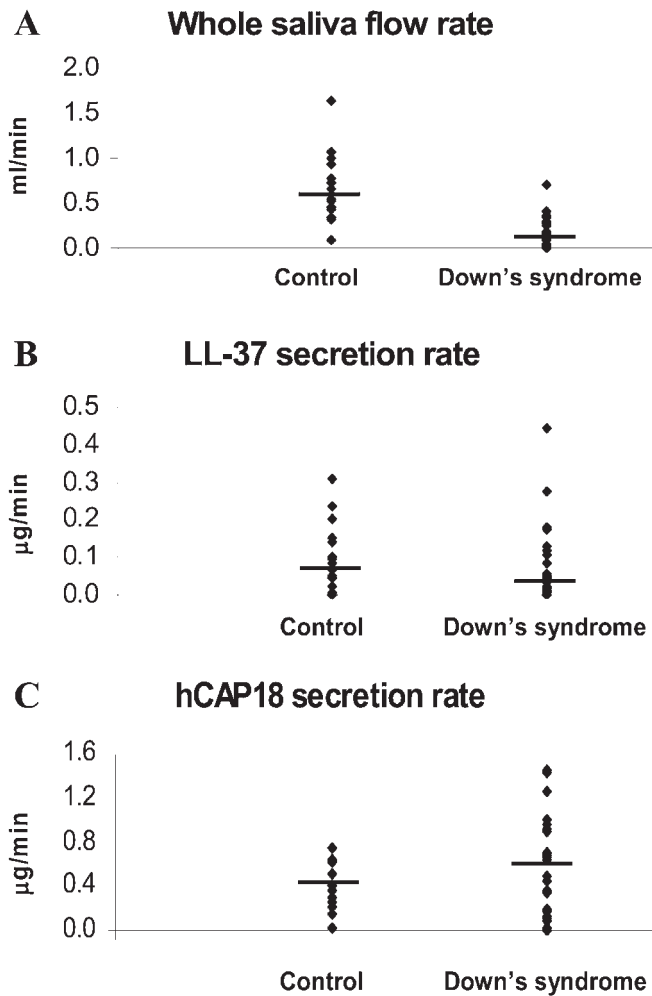 A Whole saliva flow rate
2.0
1.5
1.0
0.5
0.0
ml/min
Control Down's syndrome
B LL-37 secretion rate
0.5
0.4
0.3
0.2
0.1
0.0
µg/min
Control Down's syndrome
C hCAP18 secretion rate
1.6
1.2
0.8
0.4
0.0
µg/min
Control Down's syndrome